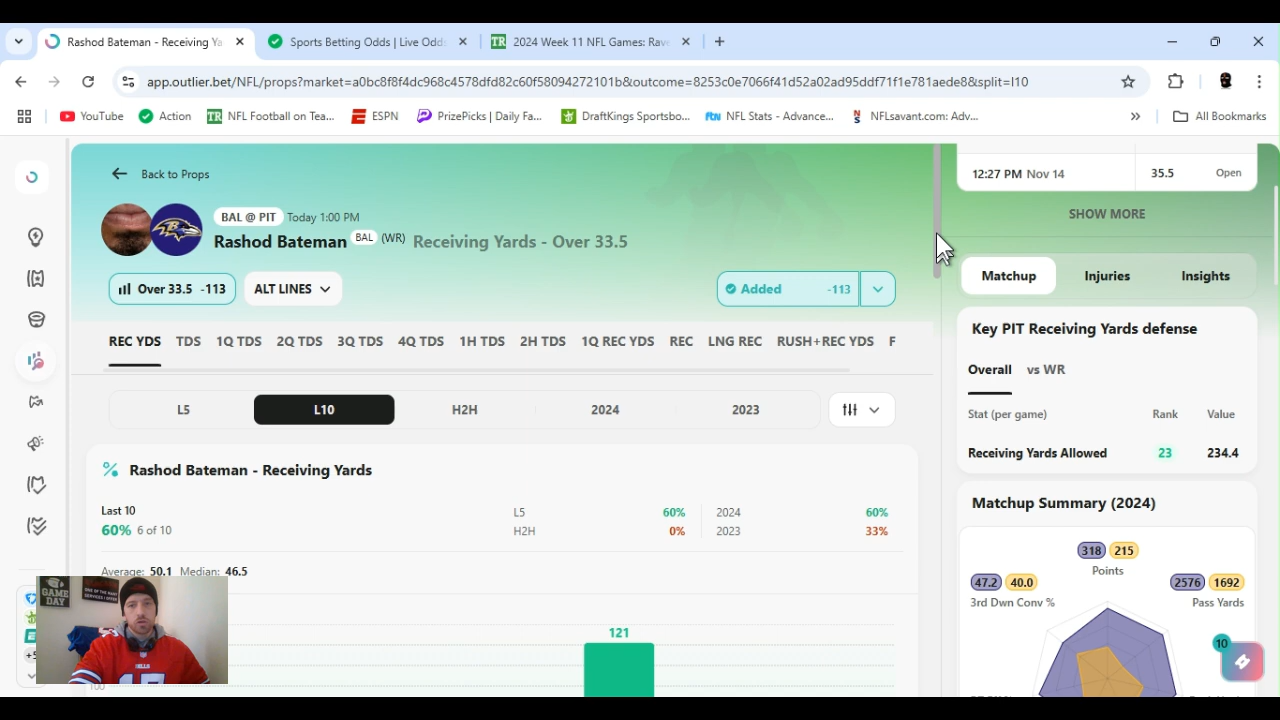 Rashod Bateman - Receiving Ya
Sports Betting Odds | Live Odd
TR 2024 Week 11 NFL Games: Rave
app.outlier.bet/NFL/props?market=a0bc8f8f4dc968c4578dfd82c60f58094272101b&outcome=8253c0e7066f41d52a02ad95ddf71f1e781aede8&split=l10
YouTube
Action
TR NFL Football on Tea...
ESPN
PrizePicks | Daily Fa...
DraftKings Sportsbo...
ftn NFL Stats - Advance...
NFLsavant.com: Adv...
»
All Bookmarks
Back to Props
BAL @ PIT Today 1:00 PM
Rashod Bateman BAL (WR) Receiving Yards - Over 33.5
Over 33.5 -113
ALT LINES
Added -113
REC YDS TDS 1Q TDS 2Q TDS 3Q TDS 4Q TDS 1H TDS 2H TDS 1Q REC YDS REC LNG REC RUSH+REC YDS F
L5 L10 H2H 2024 2023
% Rashod Bateman - Receiving Yards
Last 10
60% 6 of 10
L5 60% 2024 60%
H2H 0% 2023 33%
Average: 50.1 Median: 46.5
121
100
12:27 PM Nov 14 35.5 Open
SHOW MORE
Matchup Injuries Insights
Key PIT Receiving Yards defense
Overall vs WR
Stat (per game) Rank Value
Receiving Yards Allowed 23 234.4
Matchup Summary (2024)
318 215
Points
47.2 40.0
3rd Dwn Conv %
2576 1692
Pass Yards
10
GAME
DAY